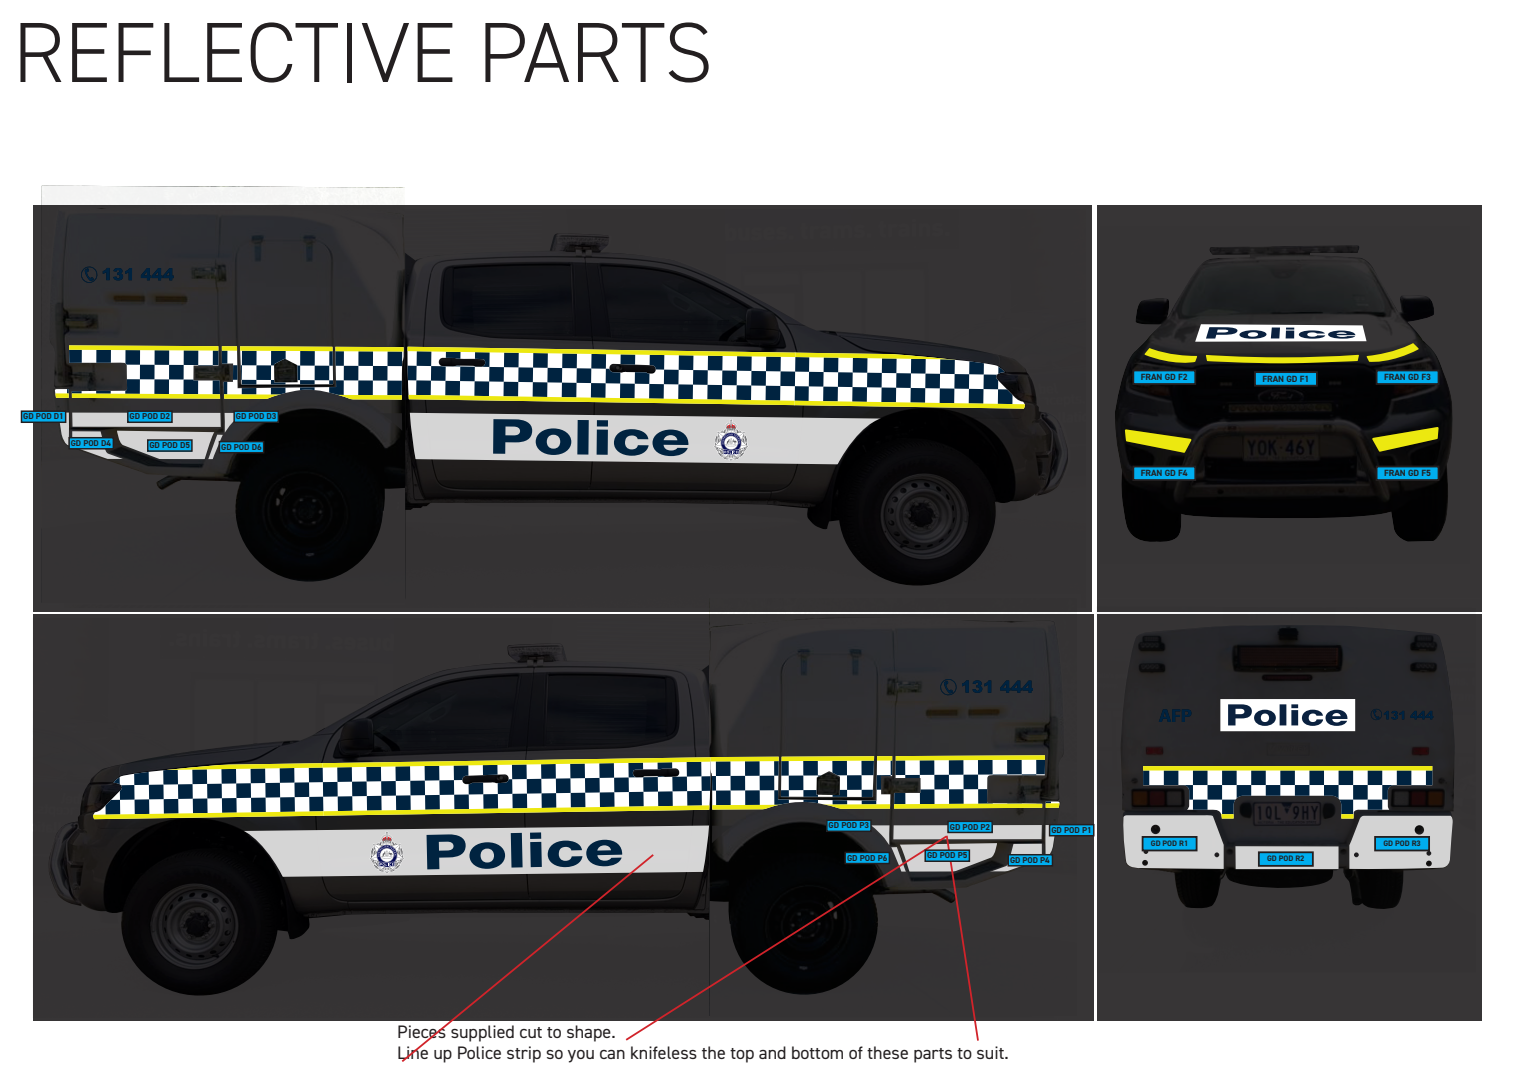 REFLECTIVE PARTS
131 444
GD POD D1
GD POD D2
GD POD D3
GD POD D4
GD POD D5
GD POD D6
Police
Police
FRAN GD F2
FRAN GD F1
FRAN GD F3
YOK·46Y
FRAN GD F4
FRAN GD F5
131 444
GD POD P3
GD POD P2
GD POD P1
GD POD P6
GD POD P5
GD POD P4
Police
AFP
Police
131 444
1QL 9HY
GD POD R1
GD POD R2
GD POD R3
Pieces supplied cut to shape.
Line up Police strip so you can knifeless the top and bottom of these parts to suit.